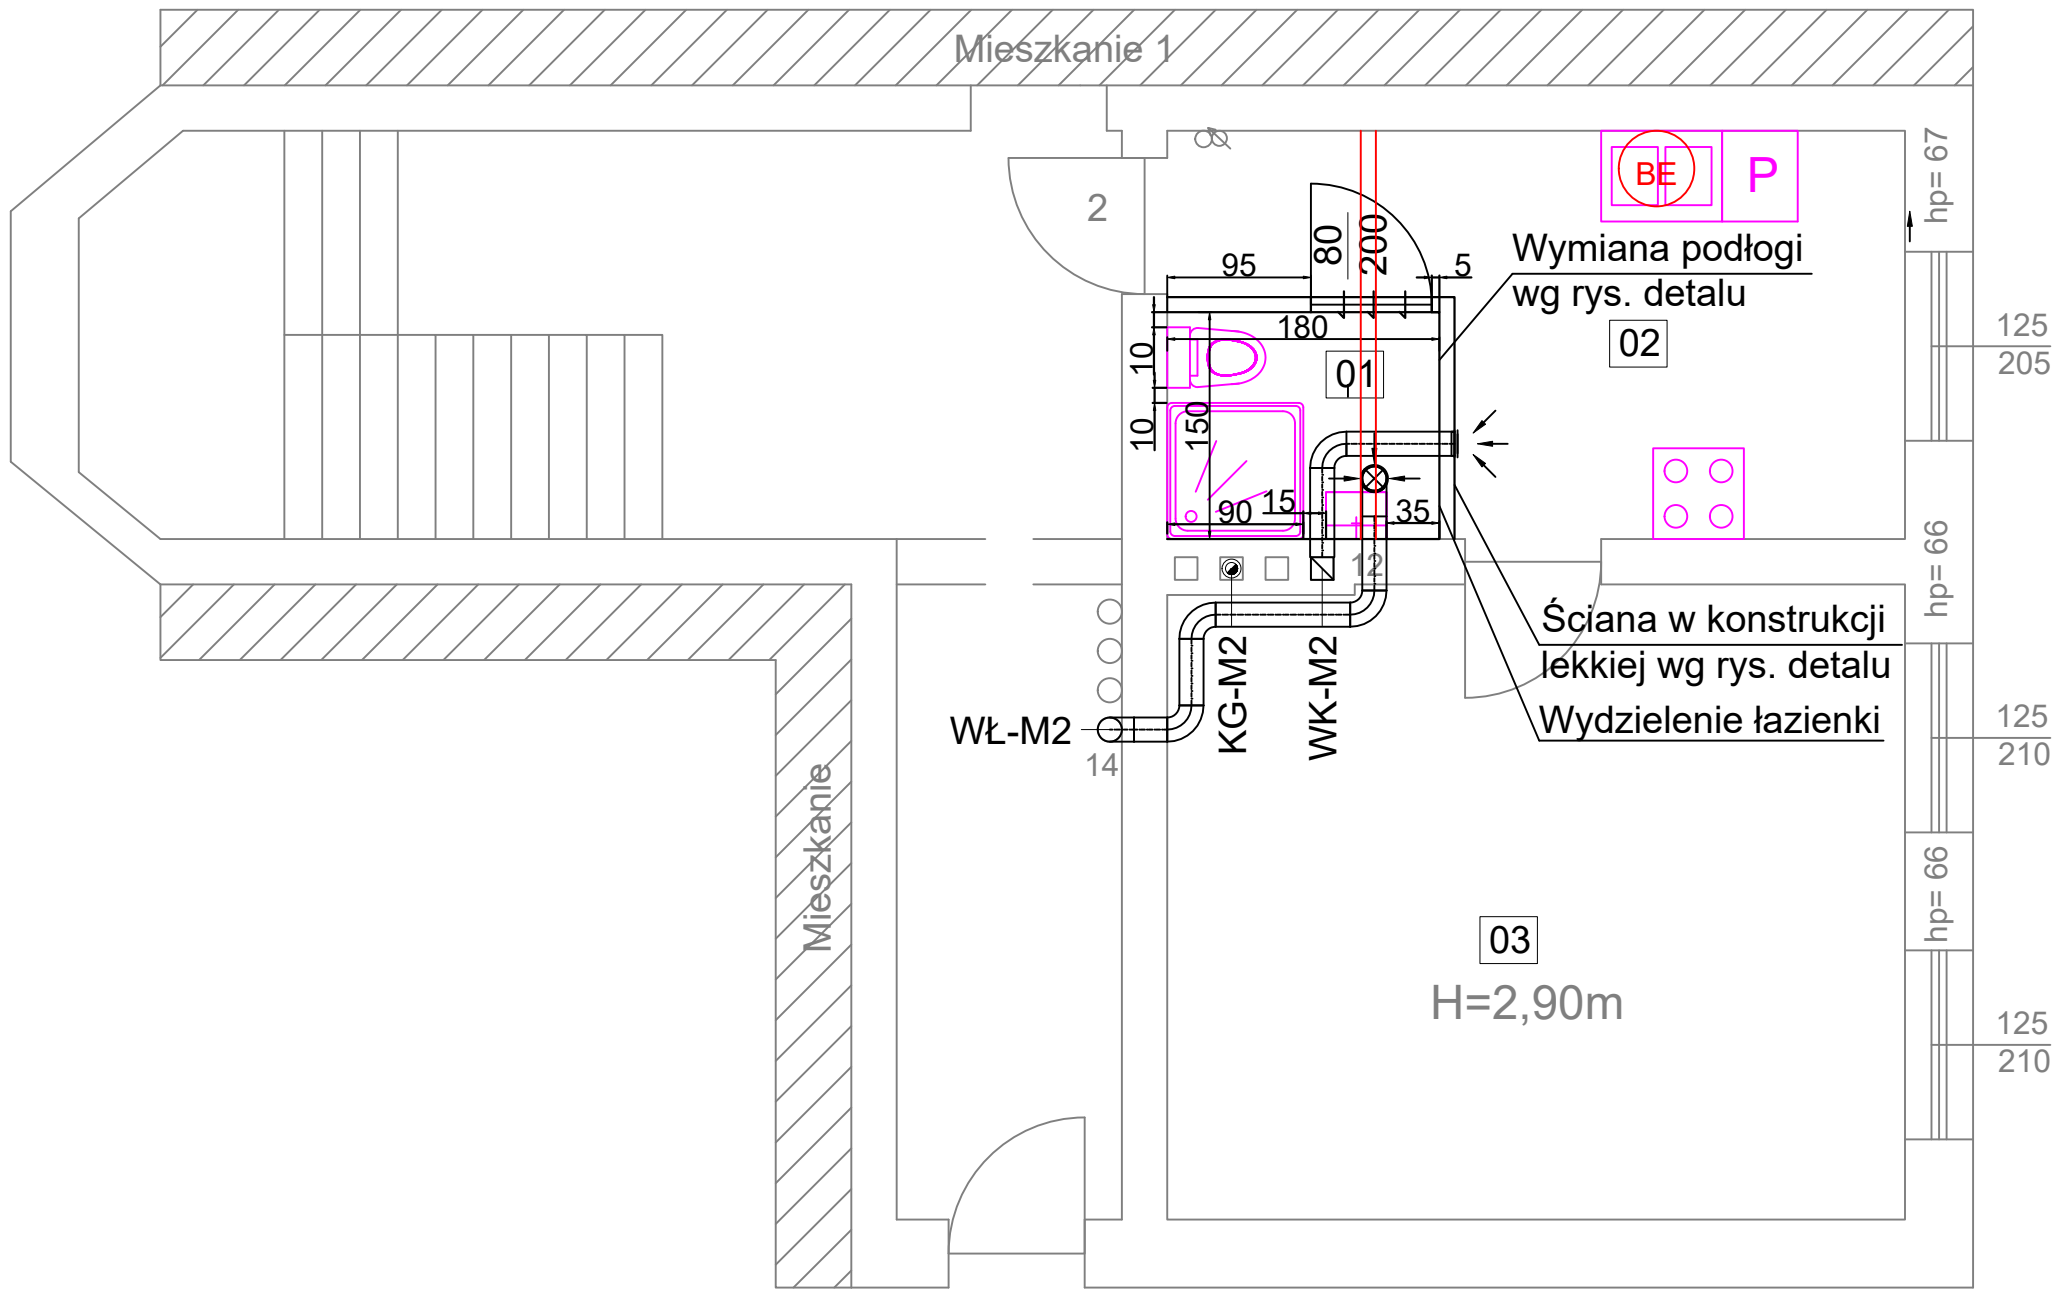 Mieszkanie 1
hp= 67
BE
P
2
80
200
95
5
Wymiana podłogi
wg rys. detalu
180
02
125
205
10
01
10
150
15
90
35
12
hp= 66
Ściana w konstrukcji
lekkiej wg rys. detalu
KG-M2
WK-M2
WŁ-M2
Wydzielenie łazienki
125
210
14
Mieszkanie
hp= 66
03
H=2,90m
125
210